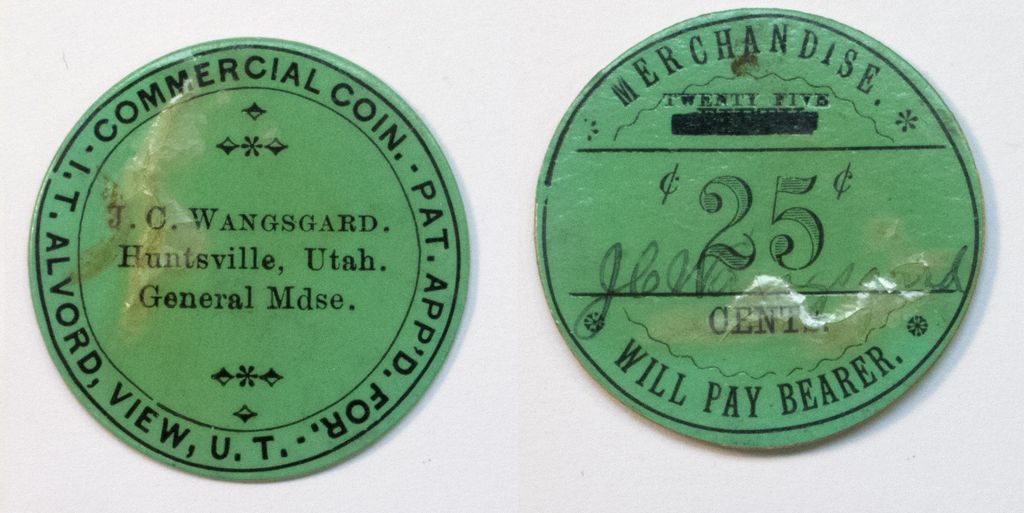 I. T. ALVORD, VIEW, U. T. · COMMERCIAL COIN. · PAT. APP'D. FOR. ·
J. C. WANGSGARD.
Huntsville, Utah.
General Mdse.
MERCHANDISE.
TWENTY FIVE
¢ 25 ¢
J C Wangsgard
CENTS.
WILL PAY BEARER.